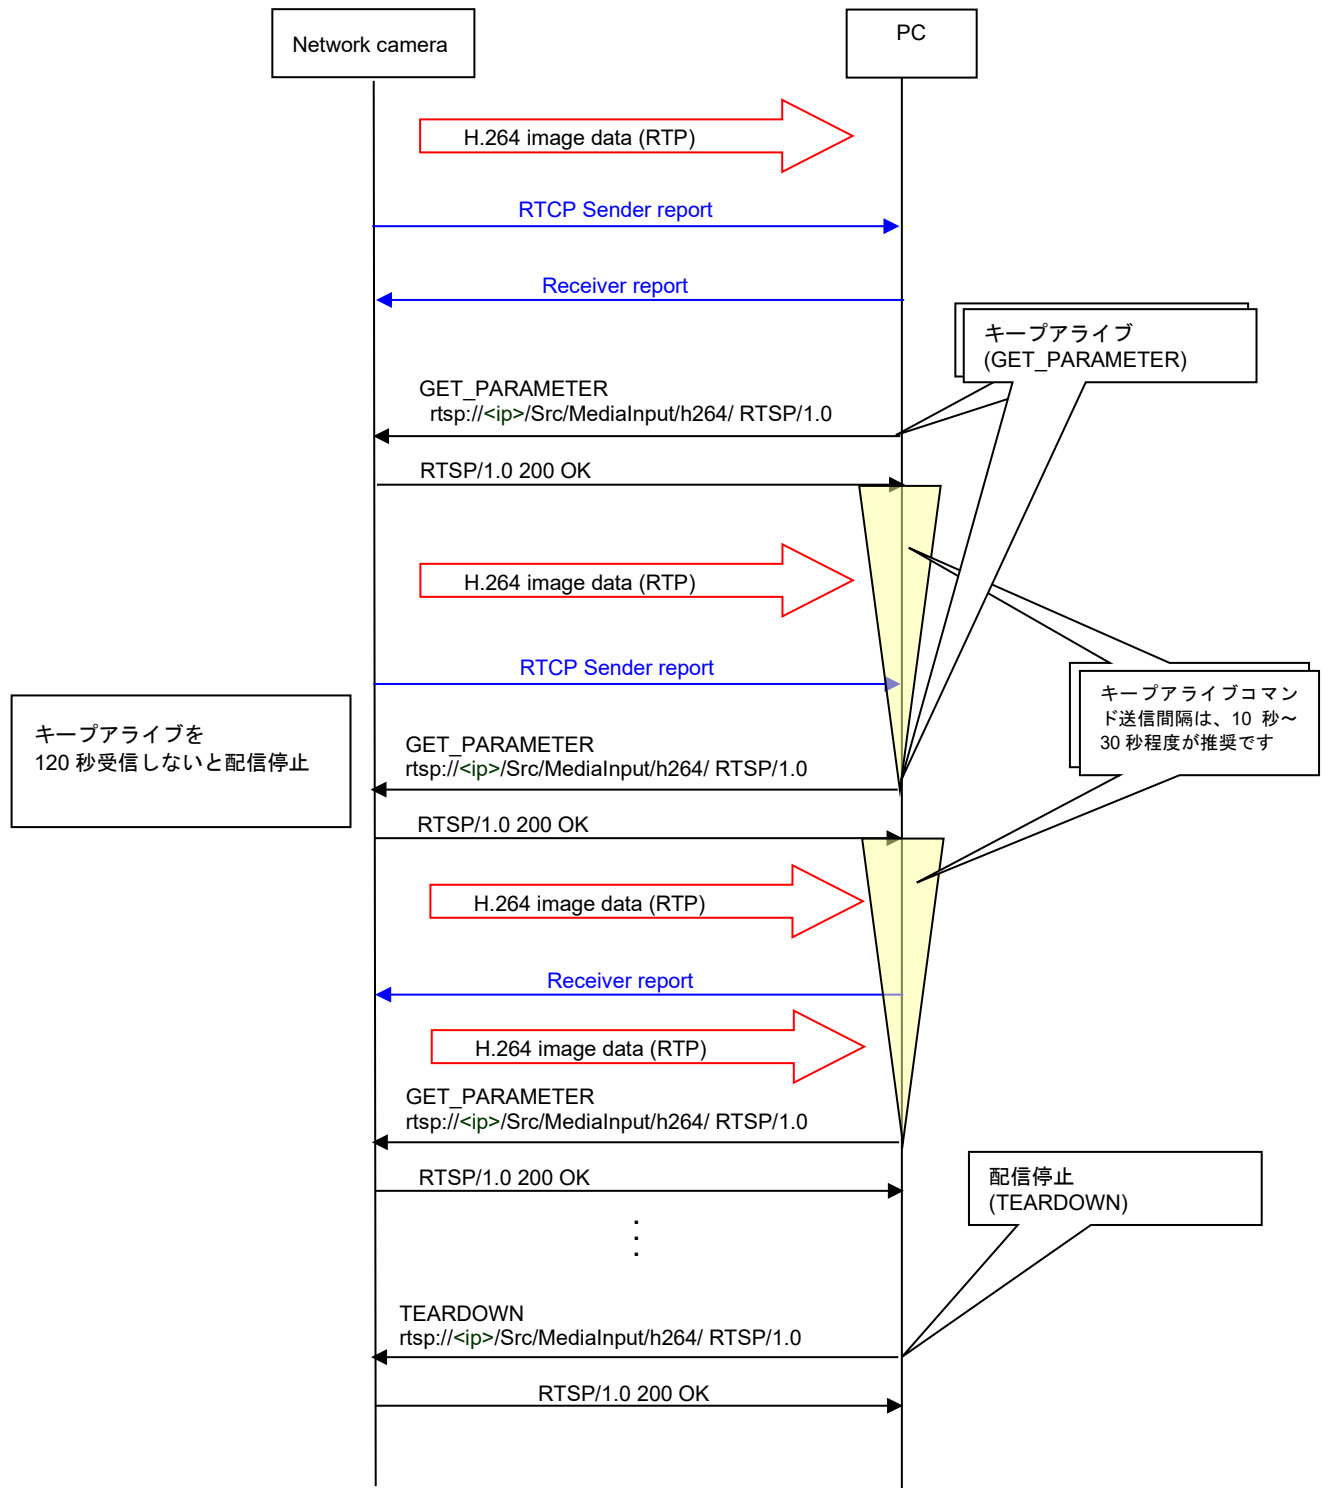 Network camera
PC
H.264 image data (RTP)
RTCP Sender report
Receiver report
キープアライブ
(GET_PARAMETER)
GET_PARAMETER
rtsp://<ip>/Src/MediaInput/h264/ RTSP/1.0
RTSP/1.0 200 OK
H.264 image data (RTP)
RTCP Sender report
キープアライブコマン
ド送信間隔は、10 秒～
30 秒程度が推奨です
キープアライブを
120 秒受信しないと配信停止
GET_PARAMETER
rtsp://<ip>/Src/MediaInput/h264/ RTSP/1.0
RTSP/1.0 200 OK
H.264 image data (RTP)
Receiver report
H.264 image data (RTP)
GET_PARAMETER
rtsp://<ip>/Src/MediaInput/h264/ RTSP/1.0
RTSP/1.0 200 OK
配信停止
(TEARDOWN)
TEARDOWN
rtsp://<ip>/Src/MediaInput/h264/ RTSP/1.0
RTSP/1.0 200 OK